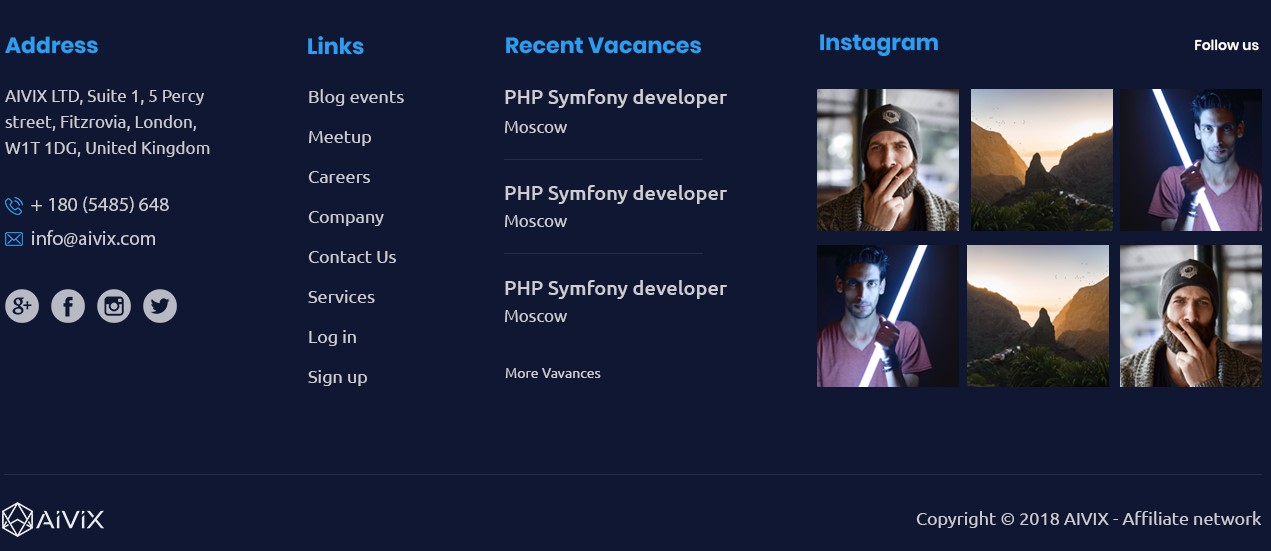 Address
AIVIX LTD, Suite 1, 5 Percy
street, Fitzrovia, London,
W1T 1DG, United Kingdom
+ 180 (5485) 648
info@aivix.com
Links
Blog events
Meetup
Careers
Company
Contact Us
Services
Log in
Sign up
Recent Vacances
PHP Symfony developer
Moscow
PHP Symfony developer
Moscow
PHP Symfony developer
Moscow
More Vavances
Instagram
Follow us
AiViX
Copyright © 2018 AIVIX - Affiliate network